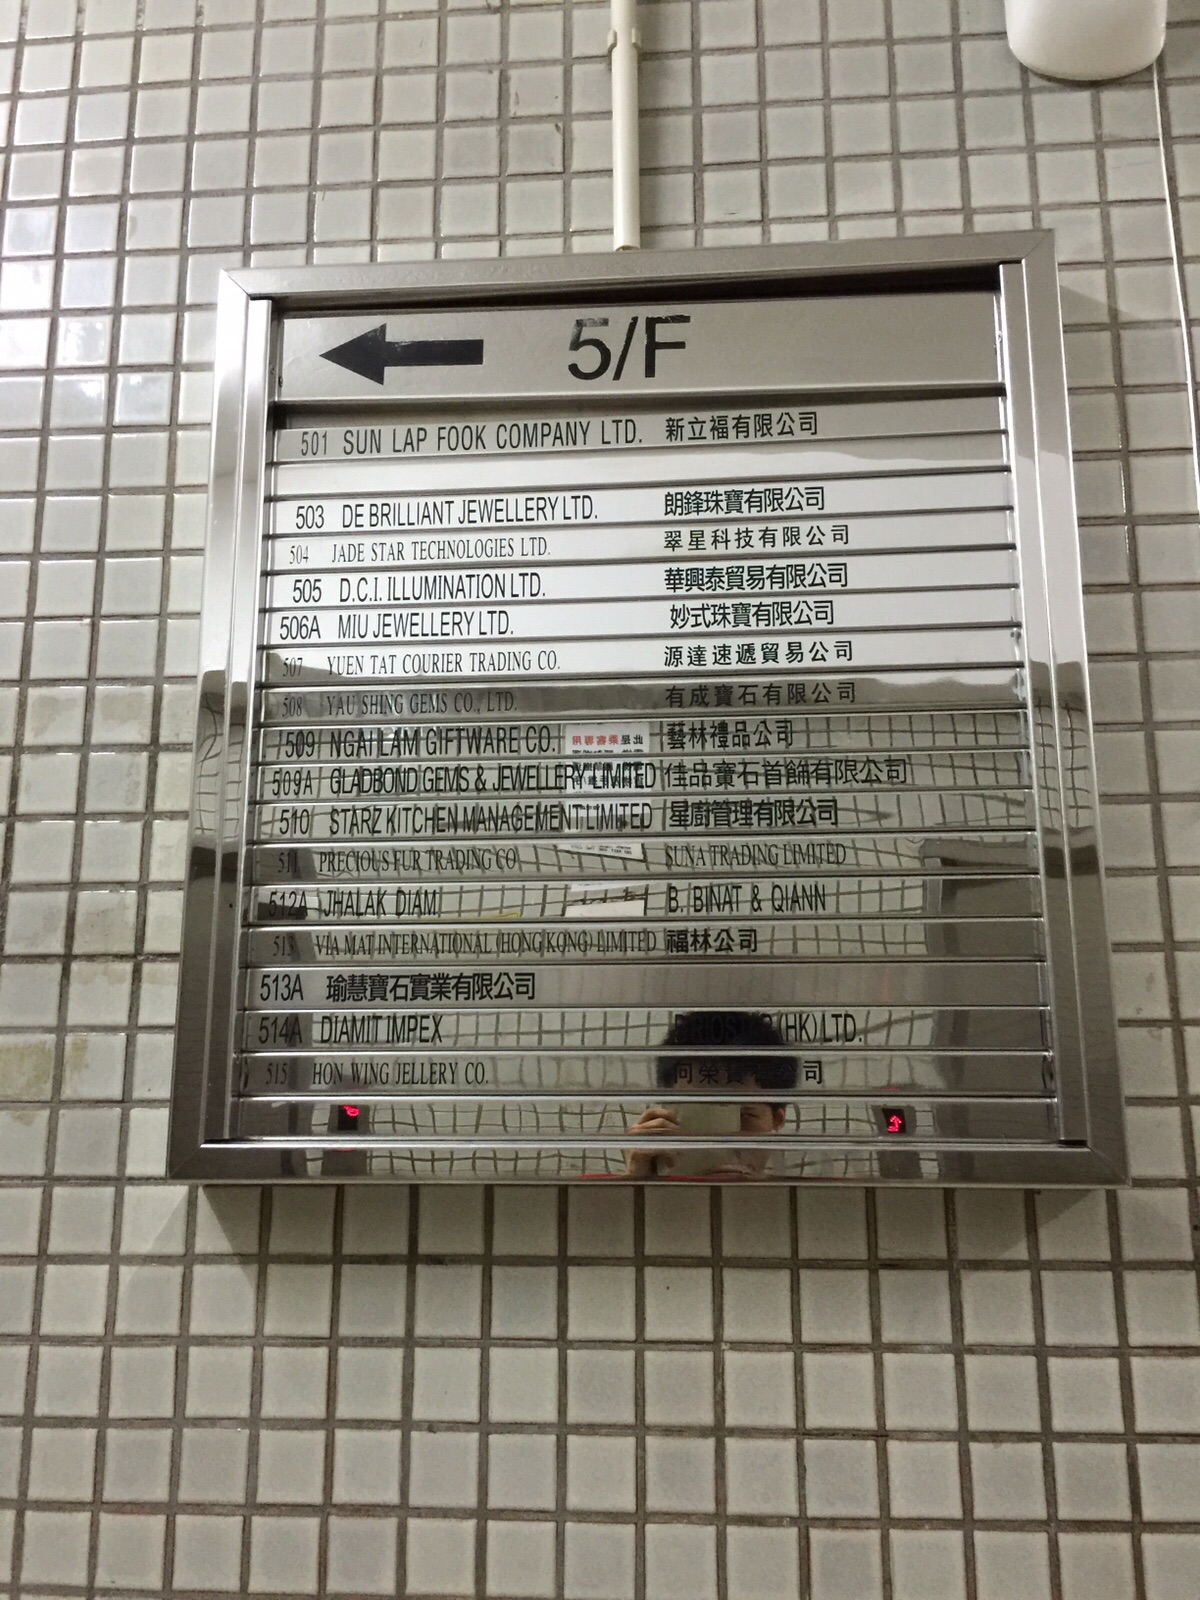 5/F
501 SUN LAP FOOK COMPANY LTD. 新立福有限公司
503 DE BRILLIANT JEWELLERY LTD. 朗鋒珠寶有限公司
504 JADE STAR TECHNOLOGIES LTD. 翠星科技有限公司
505 D.C.I. ILLUMINATION LTD. 華興泰貿易有限公司
506A MIU JEWELLERY LTD. 妙式珠寶有限公司
507 YUEN TAT COURIER TRADING CO. 源達速遞貿易公司
508 YAU SHING GEMS CO., LTD. 有成寶石有限公司
509 NGAI LAM GIFTWARE CO. 藝林禮品公司
509A GLADBOND GEMS & JEWELLERY LIMITED 佳品寶石首飾有限公司
510 STARZ KITCHEN MANAGEMENT LIMITED 星廚管理有限公司
511 PRECIOUS FUR TRADING CO SUNA TRADING LIMITED
512A JHALAK DIAM. B. BINAT & QIANN
513 VIA MAT INTERNATIONAL (HONG KONG) LIMITED 福林公司
513A 瑜慧寶石實業有限公司
514A DIAMIT IMPEX (HK) LTD.
515 HON WING JELLERY CO. 公司